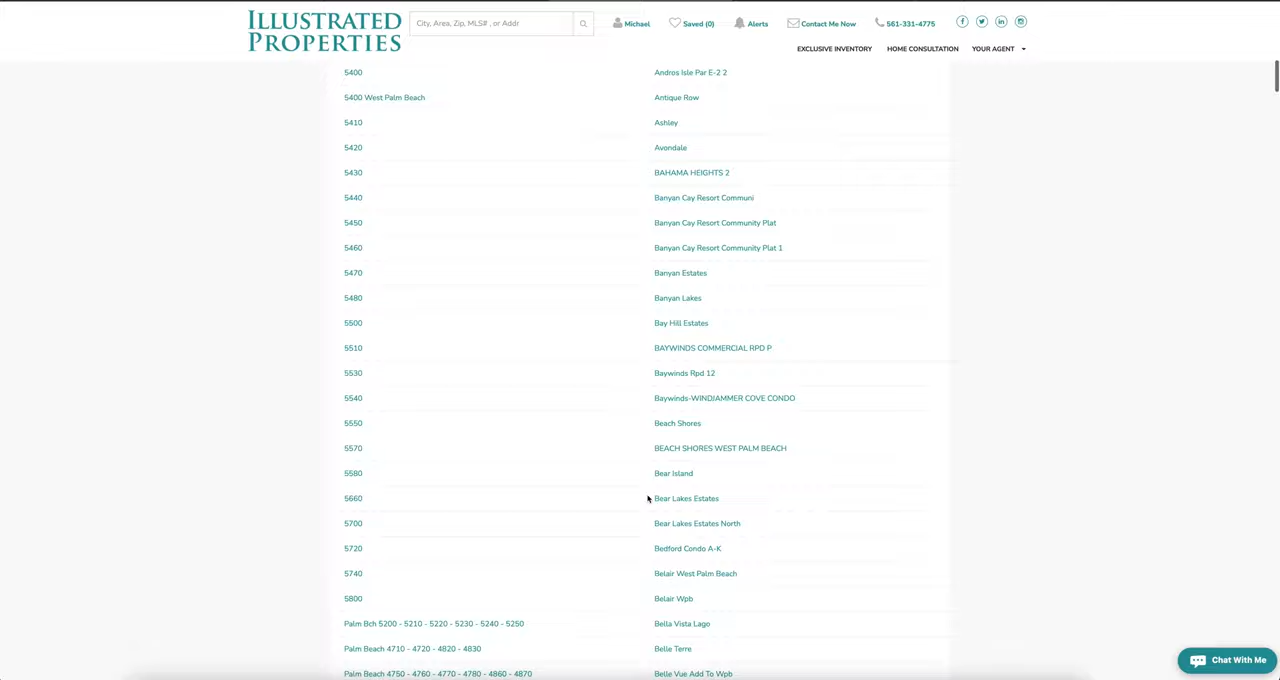 ILLUSTRATED
PROPERTIES
City, Area, Zip, MLS# , or Addr
Michael
Saved (0)
Alerts
Contact Me Now
561-331-4775
EXCLUSIVE INVENTORY
HOME CONSULTATION
YOUR AGENT
5400
Andros Isle Par E-2 2
5400 West Palm Beach
Antique Row
5410
Ashley
5420
Avondale
5430
BAHAMA HEIGHTS 2
5440
Banyan Cay Resort Communi
5450
Banyan Cay Resort Community Plat
5460
Banyan Cay Resort Community Plat 1
5470
Banyan Estates
5480
Banyan Lakes
5500
Bay Hill Estates
5510
BAYWINDS COMMERCIAL RPD P
5530
Baywinds Rpd 12
5540
Baywinds-WINDJAMMER COVE CONDO
5550
Beach Shores
5570
BEACH SHORES WEST PALM BEACH
5580
Bear Island
5660
Bear Lakes Estates
5700
Bear Lakes Estates North
5720
Bedford Condo A-K
5740
Belair West Palm Beach
5800
Belair Wpb
Palm Bch 5200 - 5210 - 5220 - 5230 - 5240 - 5250
Bella Vista Lago
Palm Beach 4710 - 4720 - 4820 - 4830
Belle Terre
Palm Beach 4750 - 4760 - 4770 - 4780 - 4860 - 4870
Belle Vue Add To Wpb
Chat With Me